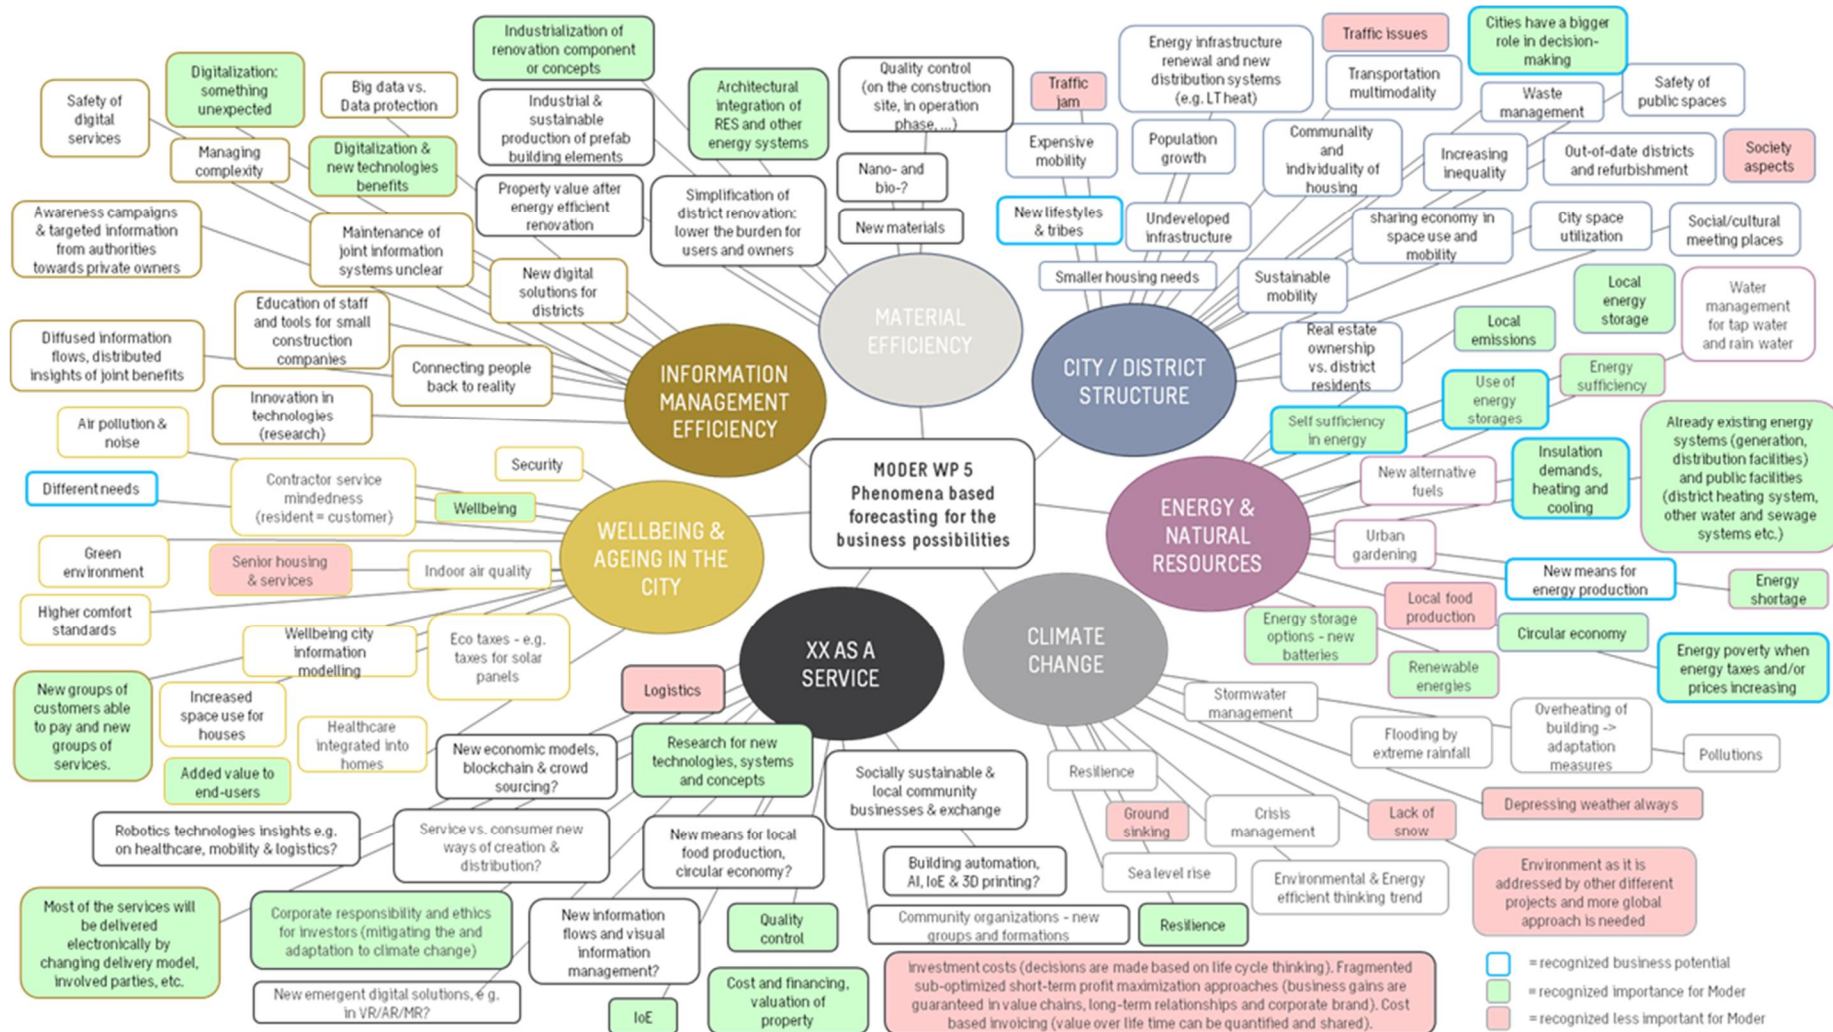 Industrialization of
renovation component
or concepts
Digitalization:
something
unexpected
Big data vs.
Data protection
Safety of
digital
services
Managing
complexity
Digitalization &
new technologies
benefits
Industrial &
sustainable
production of prefab
building elements
Architectural
integration of
RES and other
energy systems
Quality control
(on the construction
site, in operation
phase, ...)
Property value after
energy efficient
renovation
Simplification of
district renovation:
lower the burden for
users and owners
Nano- and
bio-?
New materials
Awareness campaigns
& targeted information
from authorities
towards private owners
Maintenance of
joint information
systems unclear
New digital
solutions for
districts
Education of staff
and tools for small
construction
companies
Diffused information
flows, distributed
insights of joint benefits
Connecting people
back to reality
Innovation in
technologies
(research)
INFORMATION
MANAGEMENT
EFFICIENCY
MATERIAL
EFFICIENCY
Traffic
jam
Expensive
mobility
New lifestyles
& tribes
Energy infrastructure
renewal and new
distribution systems
(e.g. LT heat)
Population
growth
Undeveloped
infrastructure
Smaller housing needs
Traffic issues
Transportation
multimodality
Communality
and
individuality of
housing
Cities have a bigger
role in decision-
making
Waste
management
Safety of
public spaces
Increasing
inequality
Out-of-date districts
and refurbishment
Society
aspects
sharing economy in
space use and
mobility
City space
utilization
Social/cultural
meeting places
Sustainable
mobility
Real estate
ownership
vs. district
residents
CITY / DISTRICT
STRUCTURE
Local
energy
storage
Water
management
for tap water
and rain water
Local
emissions
Energy
sufficiency
Use of
energy
storages
Self sufficiency
in energy
Already existing energy
systems (generation,
distribution facilities)
and public facilities
(district heating system,
other water and sewage
systems etc.)
Insulation
demands,
heating and
cooling
New alternative
fuels
Urban
gardening
New means for
energy production
Energy
shortage
Local food
production
Circular economy
Energy storage
options - new
batteries
Renewable
energies
Energy poverty when
energy taxes and/or
prices increasing
ENERGY &
NATURAL
RESOURCES
MODER WP 5
Phenomena based
forecasting for the
business possibilities
Air pollution &
noise
Different needs
Contractor service
mindedness
(resident = customer)
Security
Wellbeing
Green
environment
Senior housing
& services
Indoor air quality
Higher comfort
standards
Wellbeing city
information
modelling
Eco taxes - e.g.
taxes for solar
panels
New groups of
customers able
to pay and new
groups of
services.
Increased
space use for
houses
Healthcare
integrated into
homes
Added value to
end-users
WELLBEING &
AGEING IN THE
CITY
XX AS A
SERVICE
Logistics
New economic models,
blockchain & crowd
sourcing?
Research for new
technologies, systems
and concepts
Robotics technologies insights e.g.
on healthcare, mobility & logistics?
Service vs. consumer new
ways of creation &
distribution?
New means for local
food production,
circular economy?
Socially sustainable &
local community
businesses & exchange
Building automation,
AI, IoE & 3D printing?
Most of the services will
be delivered
electronically by
changing delivery model,
involved parties, etc.
Corporate responsibility and ethics
for investors (mitigating the and
adaptation to climate change)
New information
flows and visual
information
management?
Quality
control
Community organizations - new
groups and formations
New emergent digital solutions, e.g.
in VR/AR/MR?
IoE
Cost and financing,
valuation of
property
investment costs (decisions are made based on life cycle thinking). Fragmented
sub-optimized short-term profit maximization approaches (business gains are
guaranteed in value chains, long-term relationships and corporate brand). Cost
based invoicing (value over life time can be quantified and shared).
CLIMATE
CHANGE
Stormwater
management
Flooding by
extreme rainfall
Overheating of
building ->
adaptation
measures
Pollutions
Resilience
Ground
sinking
Crisis
management
Lack of
snow
Depressing weather always
Sea level rise
Environmental & Energy
efficient thinking trend
Environment as it is
addressed by other different
projects and more global
approach is needed
Resilience
= recognized business potential
= recognized importance for Moder
= recognized less important for Moder